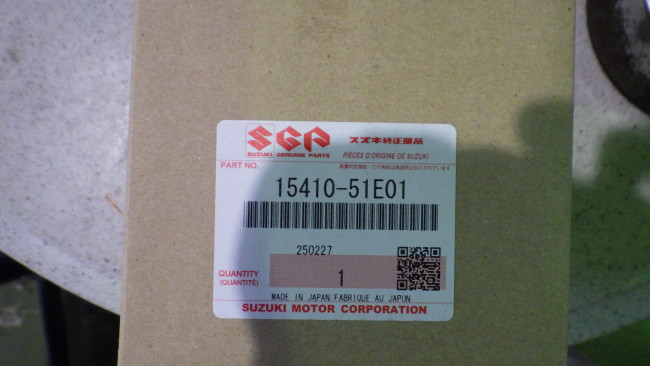 SGP スズキ純正部品
SUZUKI GENUINE PARTS PIÈCES D'ORIGINE DE SUZUKI
PART NO
15410-51E01
250227
QUANTITY
(QUANTITÉ)
1
MADE IN JAPAN FABRIQUE AU JAPON
SUZUKI MOTOR CORPORATION